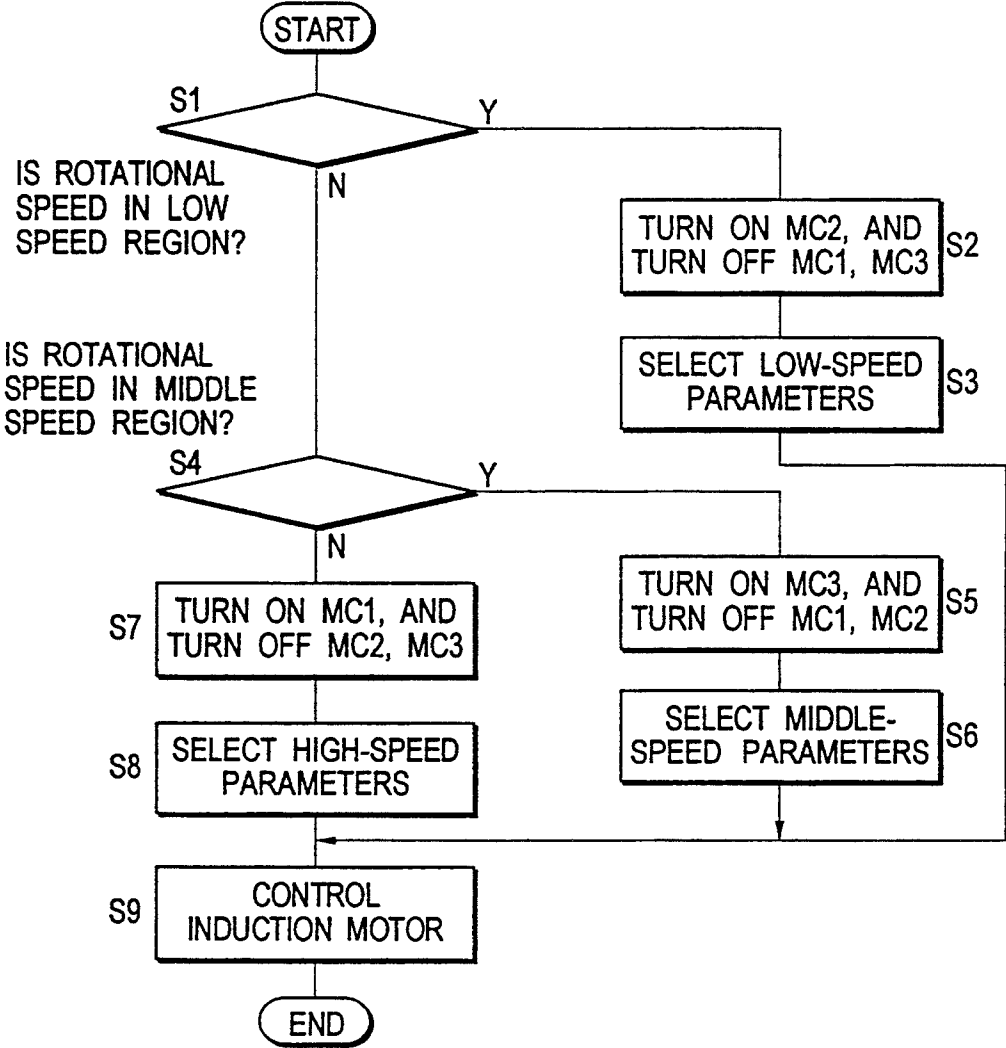 START
S1
Y
IS ROTATIONAL
SPEED IN LOW
SPEED REGION?
N
TURN ON MC2, AND
TURN OFF MC1, MC3
S2
SELECT LOW-SPEED
PARAMETERS
S3
IS ROTATIONAL
SPEED IN MIDDLE
SPEED REGION?
S4
Y
N
TURN ON MC3, AND
TURN OFF MC1, MC2
S5
S7
TURN ON MC1, AND
TURN OFF MC2, MC3
SELECT MIDDLE-
SPEED PARAMETERS
S6
S8
SELECT HIGH-SPEED
PARAMETERS
S9
CONTROL
INDUCTION MOTOR
END